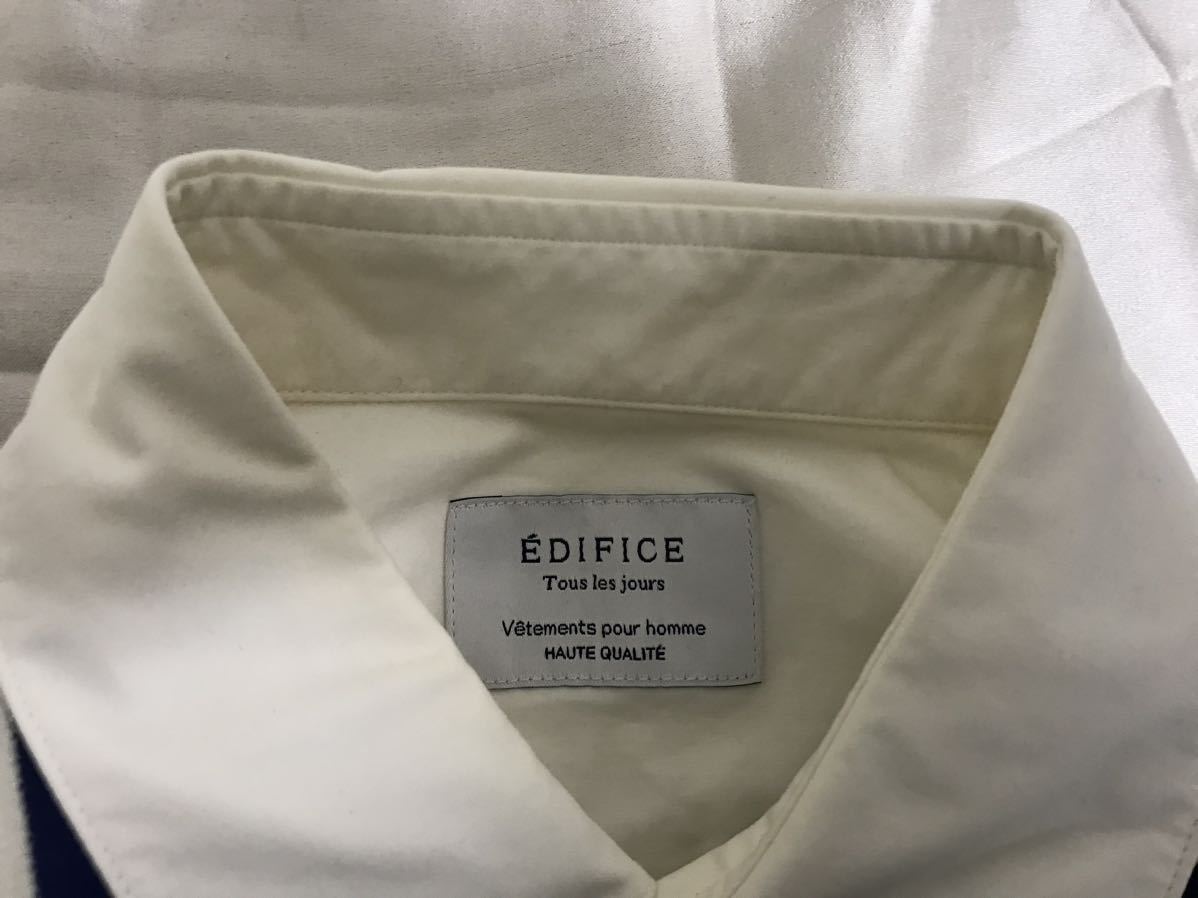 ÉDIFICE
Tous les jours
Vêtements pour homme
HAUTE QUALITÉ